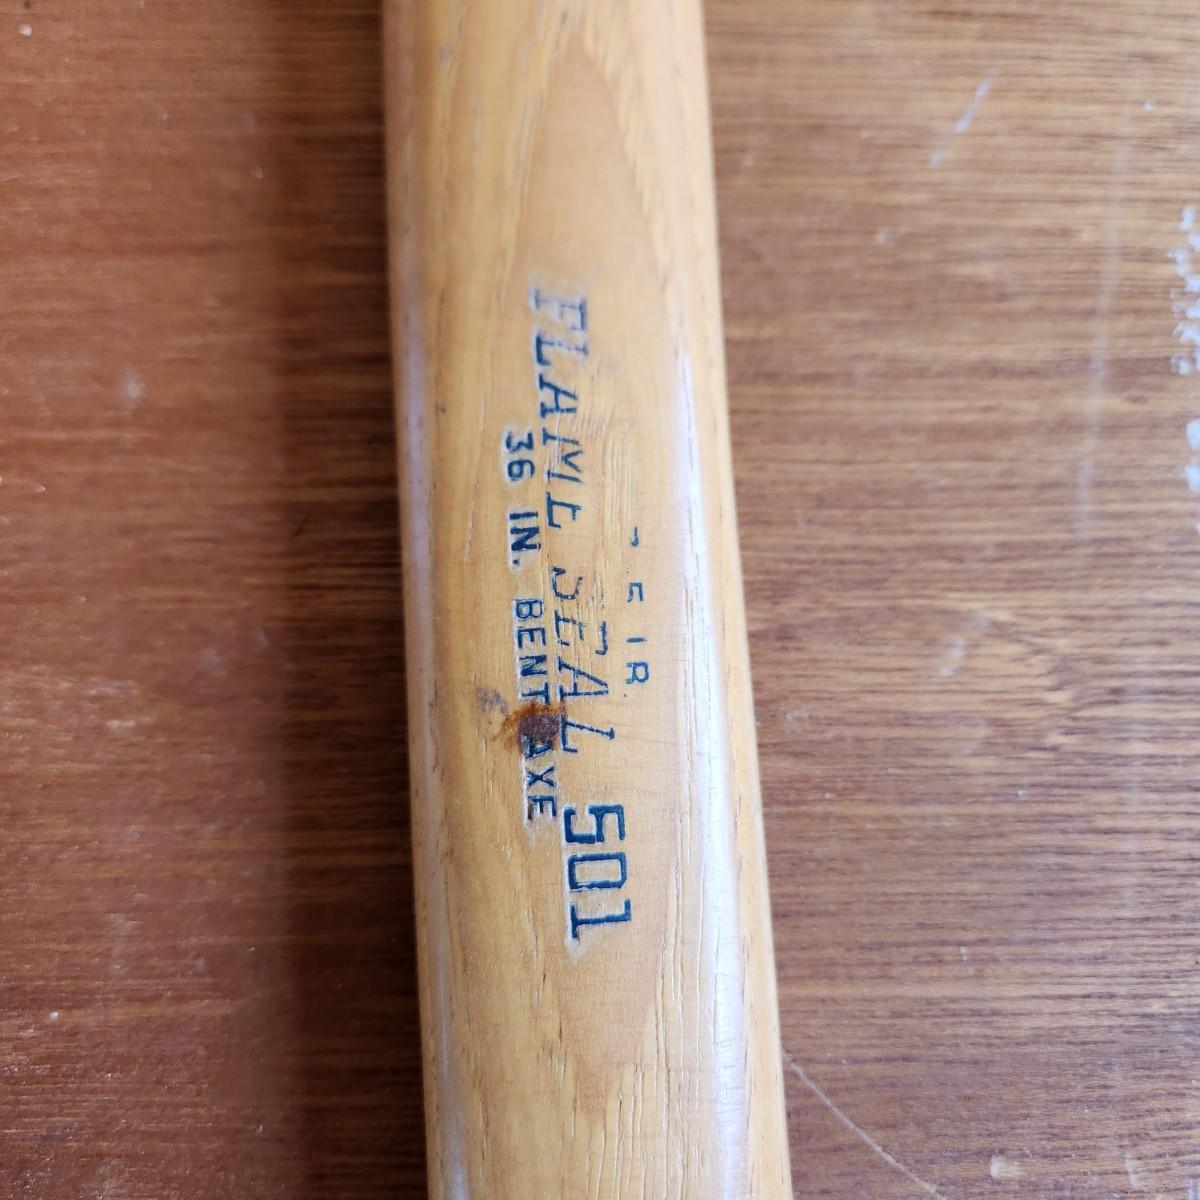 FLAME SEAL 501
36 IN. BENT AXE